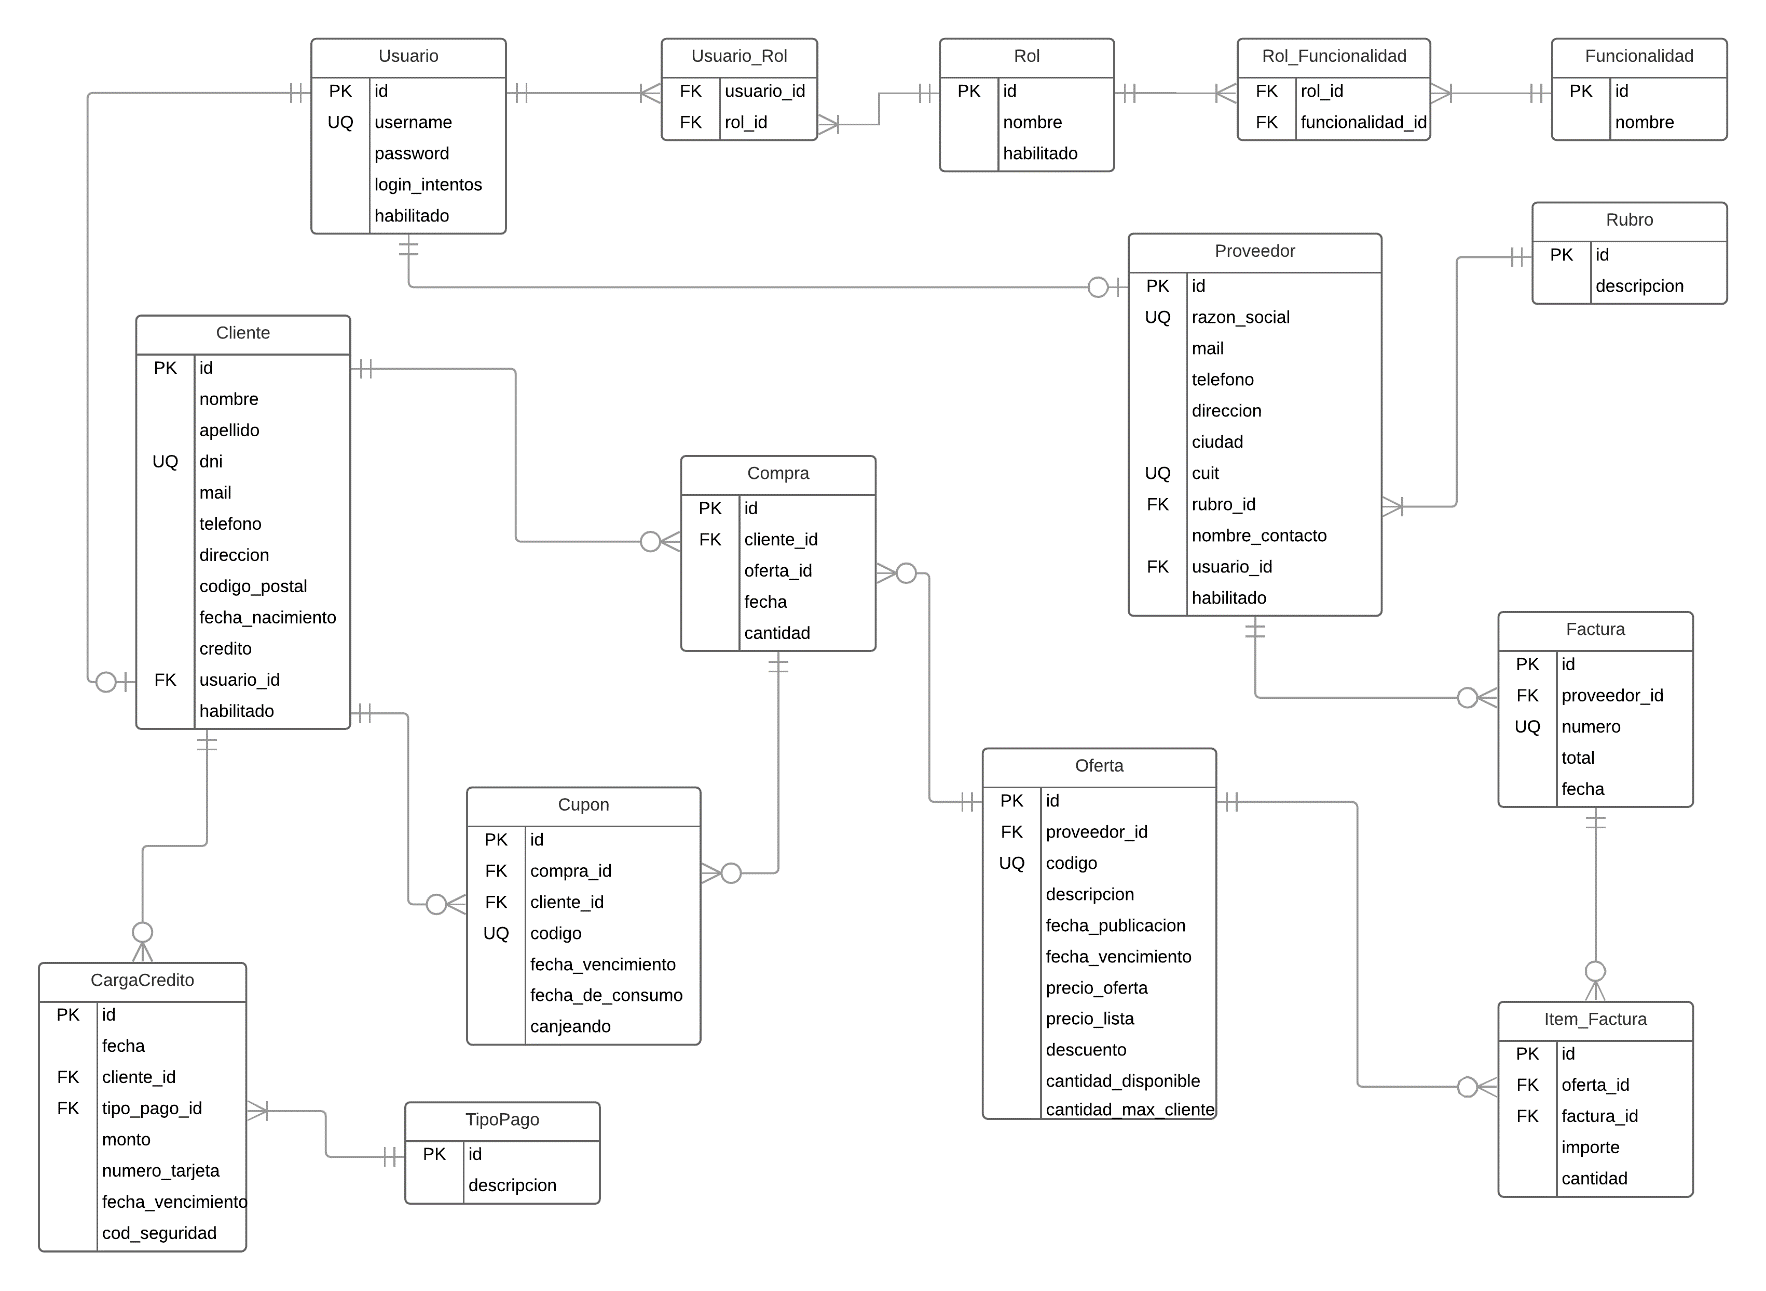 Usuario
PK id
UQ username
password
login_intentos
habilitado
Usuario_Rol
FK usuario_id
FK rol_id
Rol
PK id
nombre
habilitado
Rol_Funcionalidad
FK rol_id
FK funcionalidad_id
Funcionalidad
PK id
nombre
Rubro
PK id
descripcion
Proveedor
PK id
UQ razon_social
mail
telefono
direccion
ciudad
UQ cuit
FK rubro_id
nombre_contacto
FK usuario_id
habilitado
Cliente
PK id
nombre
apellido
UQ dni
mail
telefono
direccion
codigo_postal
fecha_nacimiento
credito
FK usuario_id
habilitado
Compra
PK id
FK cliente_id
oferta_id
fecha
cantidad
Factura
PK id
FK proveedor_id
UQ numero
total
fecha
Oferta
PK id
FK proveedor_id
UQ codigo
descripcion
fecha_publicacion
fecha_vencimiento
precio_oferta
precio_lista
descuento
cantidad_disponible
cantidad_max_cliente
Cupon
PK id
FK compra_id
FK cliente_id
UQ codigo
fecha_vencimiento
fecha_de_consumo
canjeando
CargaCredito
PK id
fecha
FK cliente_id
FK tipo_pago_id
monto
numero_tarjeta
fecha_vencimiento
cod_seguridad
TipoPago
PK id
descripcion
Item_Factura
PK id
FK oferta_id
FK factura_id
importe
cantidad